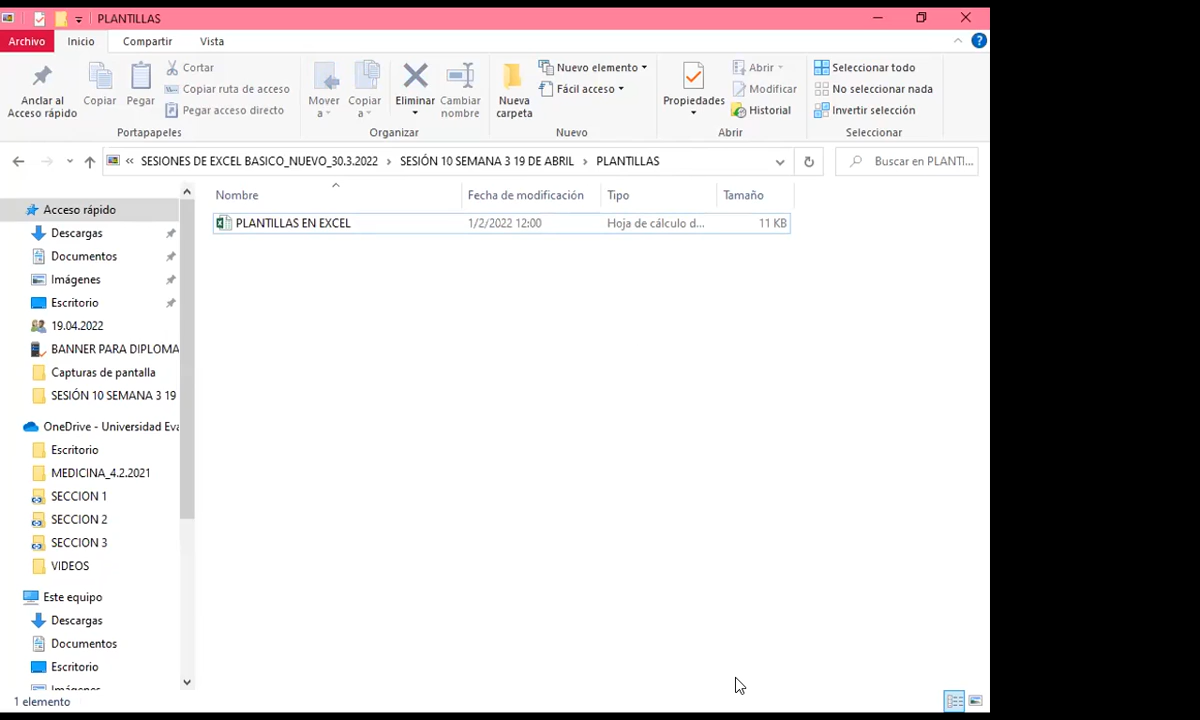 PLANTILLAS
Archivo Inicio Compartir Vista
Anclar al Acceso rápido
Copiar
Pegar
Cortar
Copiar ruta de acceso
Pegar acceso directo
Portapapeles
Mover a
Copiar a
Eliminar
Cambiar nombre
Organizar
Nueva carpeta
Nuevo elemento
Fácil acceso
Nuevo
Propiedades
Abrir
Modificar
Historial
Abrir
Seleccionar todo
No seleccionar nada
Invertir selección
Seleccionar
« SESIONES DE EXCEL BASICO_NUEVO_30.3.2022 › SESIÓN 10 SEMANA 3 19 DE ABRIL › PLANTILLAS
Buscar en PLANTI...
Nombre Fecha de modificación Tipo Tamaño
PLANTILLAS EN EXCEL 1/2/2022 12:00 Hoja de cálculo d... 11 KB
Acceso rápido
Descargas
Documentos
Imágenes
Escritorio
19.04.2022
BANNER PARA DIPLOMA
Capturas de pantalla
SESIÓN 10 SEMANA 3 19
OneDrive - Universidad Eva
Escritorio
MEDICINA_4.2.2021
SECCION 1
SECCION 2
SECCION 3
VIDEOS
Este equipo
Descargas
Documentos
Escritorio
Imágenes
1 elemento